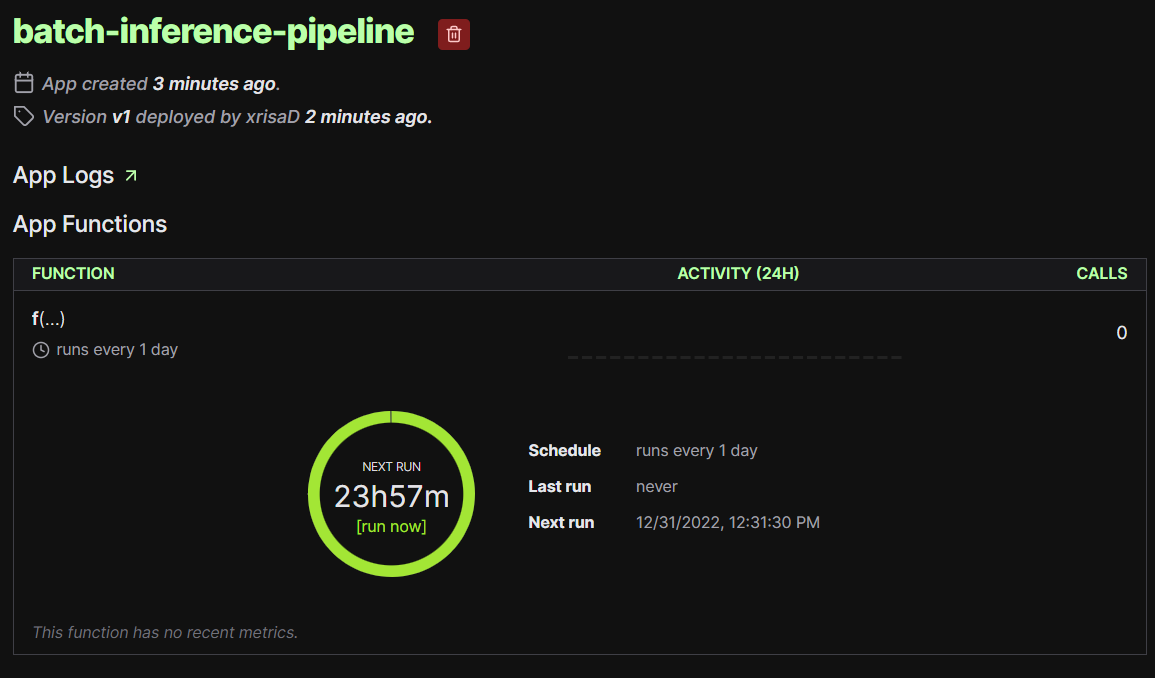 batch-inference-pipeline
App created 3 minutes ago.
Version v1 deployed by xrisaD 2 minutes ago.
App Logs
App Functions
FUNCTION ACTIVITY (24H) CALLS
f(...)
0
runs every 1 day
NEXT RUN
23h57m
[run now]
Schedule runs every 1 day
Last run never
Next run 12/31/2022, 12:31:30 PM
This function has no recent metrics.